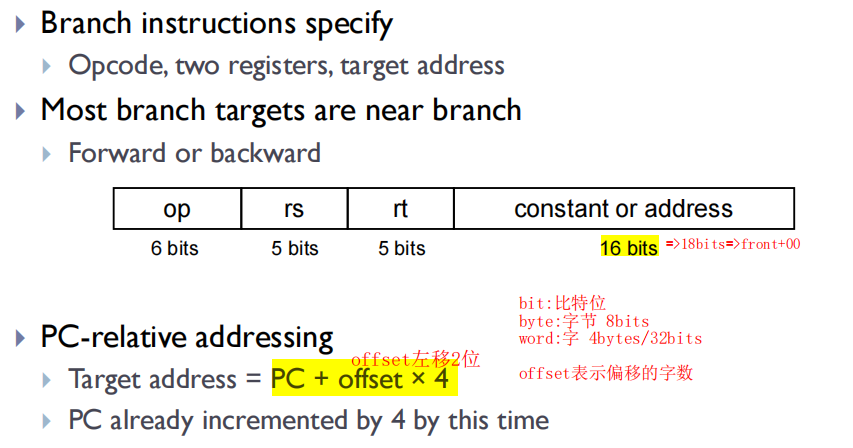 Branch instructions specify
Opcode, two registers, target address
Most branch targets are near branch
Forward or backward
op rs rt constant or address
6 bits 5 bits 5 bits 16 bits =>18bits=>front+00
bit:比特位
byte:字节 8bits
word:字 4bytes/32bits
PC-relative addressing
offset左移2位
offset表示偏移的字数
Target address = PC + offset × 4
PC already incremented by 4 by this time